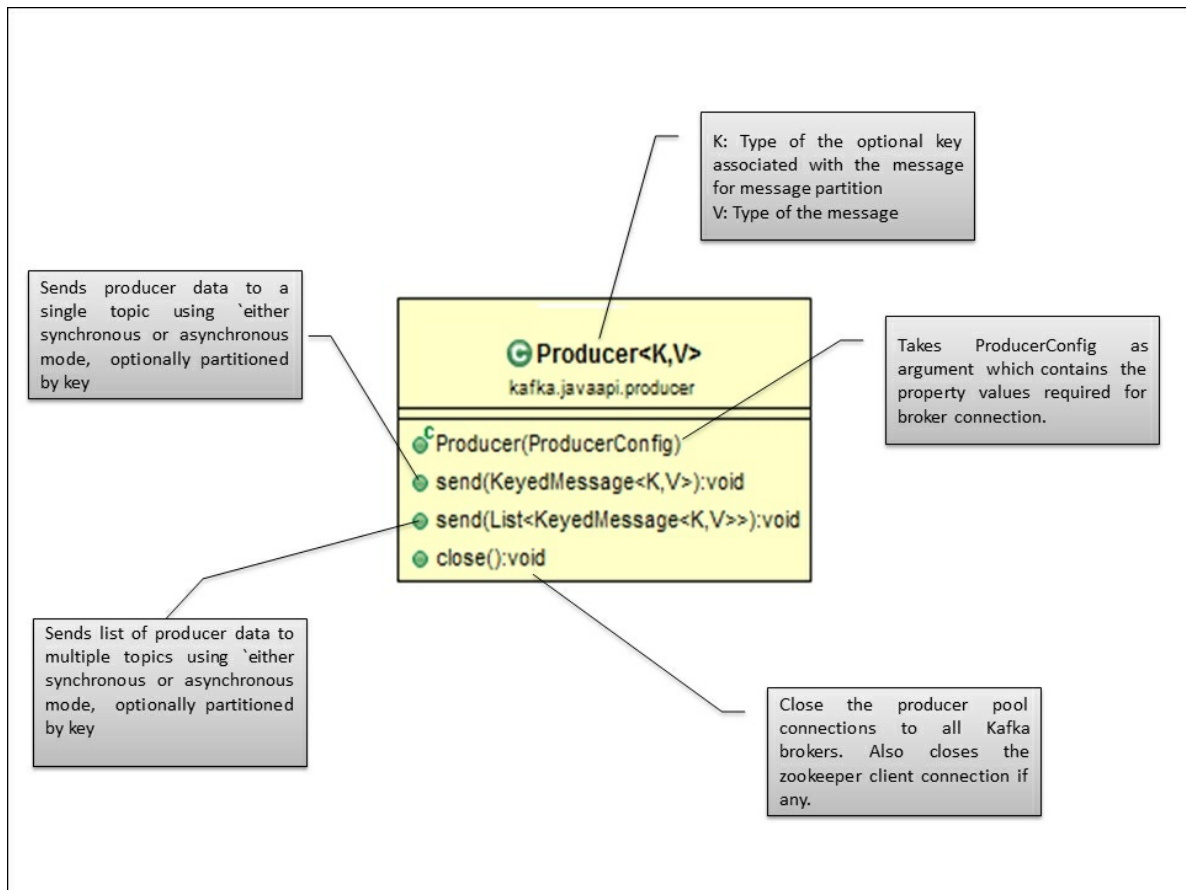 K: Type of the optional key
associated with the message
for message partition
V: Type of the message
Sends producer data to a
single topic using `either
synchronous or asynchronous
mode, optionally partitioned
by key
Producer<K,V>
kafka.javaapi.producer
Takes ProducerConfig as
argument which contains the
property values required for
broker connection.
Producer(ProducerConfig)
send(KeyedMessage<K,V>):void
send(List<KeyedMessage<K,V>>):void
close():void
Sends list of producer data to
multiple topics using `either
synchronous or asynchronous
mode, optionally partitioned
by key
Close the producer pool
connections to all Kafka
brokers. Also closes the
zookeeper client connection if
any.